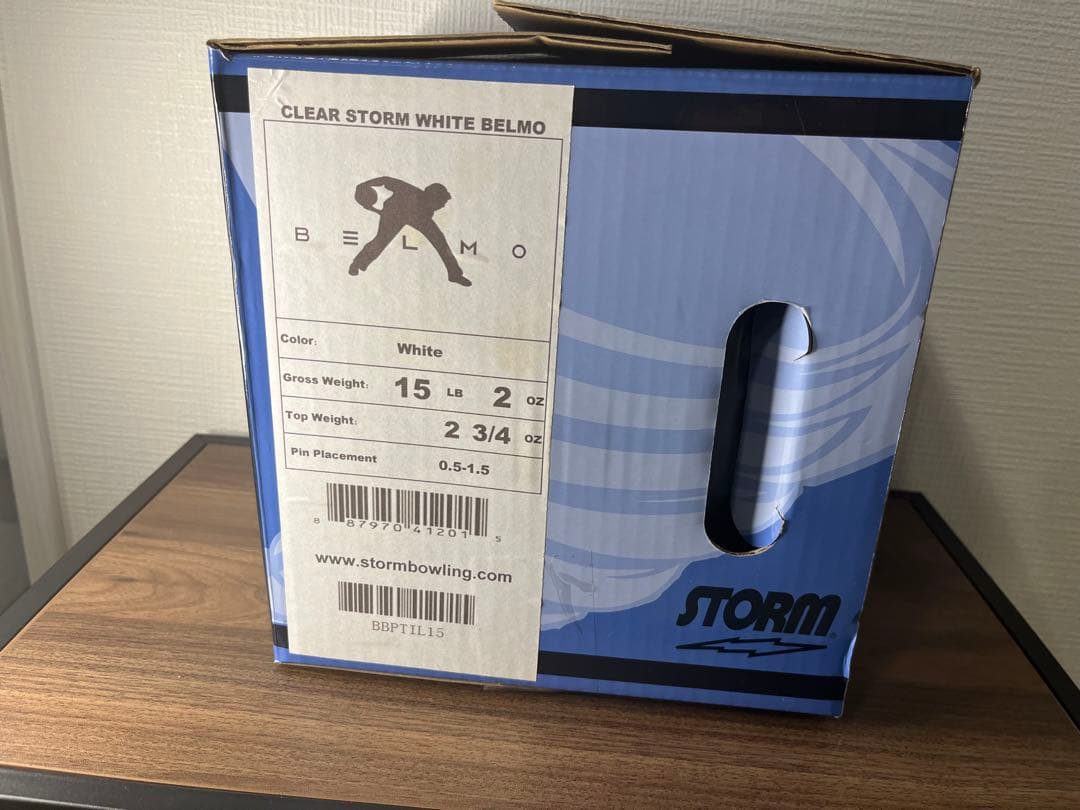 CLEAR STORM WHITE BELMO
BELMO
Color: White
Gross Weight: 15 LB 2 oz
Top Weight: 2 3/4 oz
Pin Placement 0.5-1.5
8 87970 41201 5
www.stormbowling.com
BBPTIL15
STORM